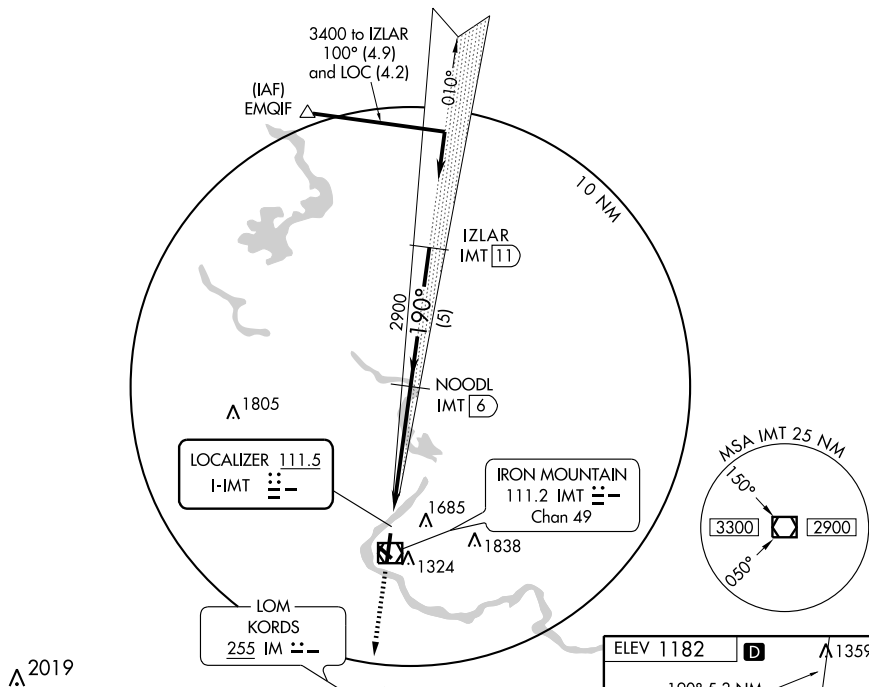 3400 to IZLAR
100° (4.9)
and LOC (4.2)
(IAF)
EMQIF
010°
10 NM
IZLAR
IMT 11
2900
190°
(5)
NOODL
IMT 6
1805
LOCALIZER 111.5
I-IMT
IRON MOUNTAIN
111.2 IMT
Chan 49
1685
1838
1324
MSA IMT 25 NM
150°
3300
2900
050°
LOM
KORDS
255 IM
2019
ELEV 1182
D
1359